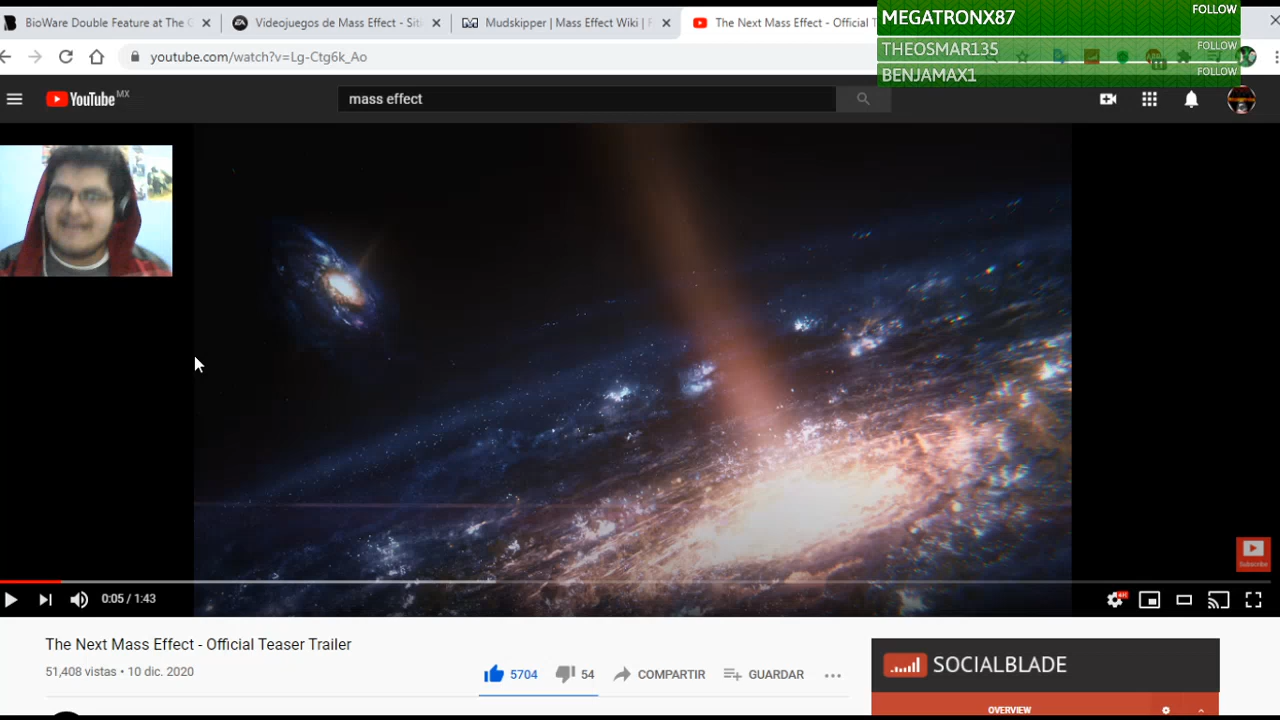 BioWare Double Feature at The G
Videojuegos de Mass Effect - Siti
Mudskipper | Mass Effect Wiki | F
The Next Mass Effect - Official T
MEGATRONX87 FOLLOW
THEOSMAR135 FOLLOW
BENJAMAX1 FOLLOW
youtube.com/watch?v=Lg-Ctg6k_Ao
YouTube MX
mass effect
Subscribe
0:05 / 1:43
The Next Mass Effect - Official Teaser Trailer
51,408 vistas • 10 dic. 2020
5704
54
COMPARTIR
GUARDAR
SOCIALBLADE
OVERVIEW